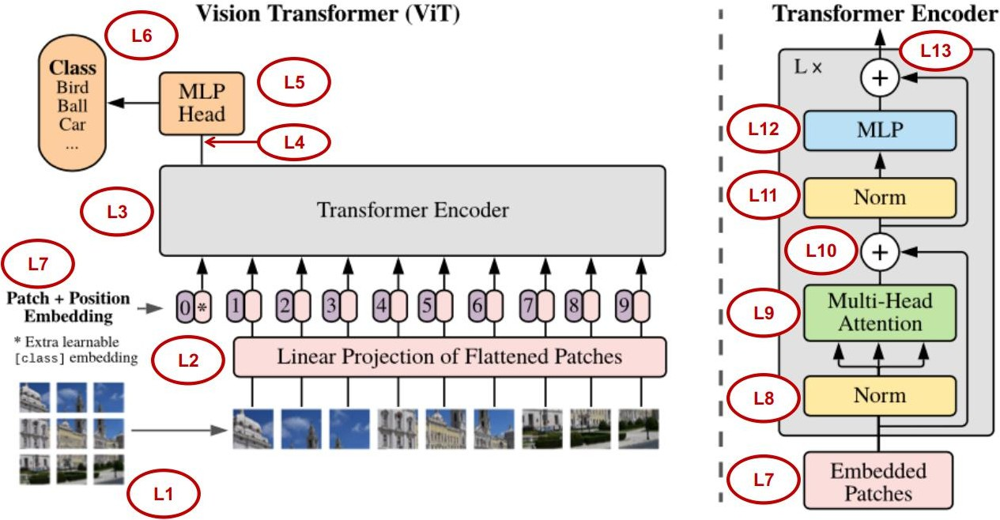 Vision Transformer (ViT)
L6
Class
Bird
Ball
Car
...
MLP
Head
L5
L4
L3
Transformer Encoder
L7
Patch + Position
Embedding
0 * 1 2 3 4 5 6 7 8 9
* Extra learnable
[class] embedding
L2
Linear Projection of Flattened Patches
L1
Transformer Encoder
L13
L ×
+
L12
MLP
L11
Norm
L10
+
L9
Multi-Head
Attention
L8
Norm
L7
Embedded
Patches